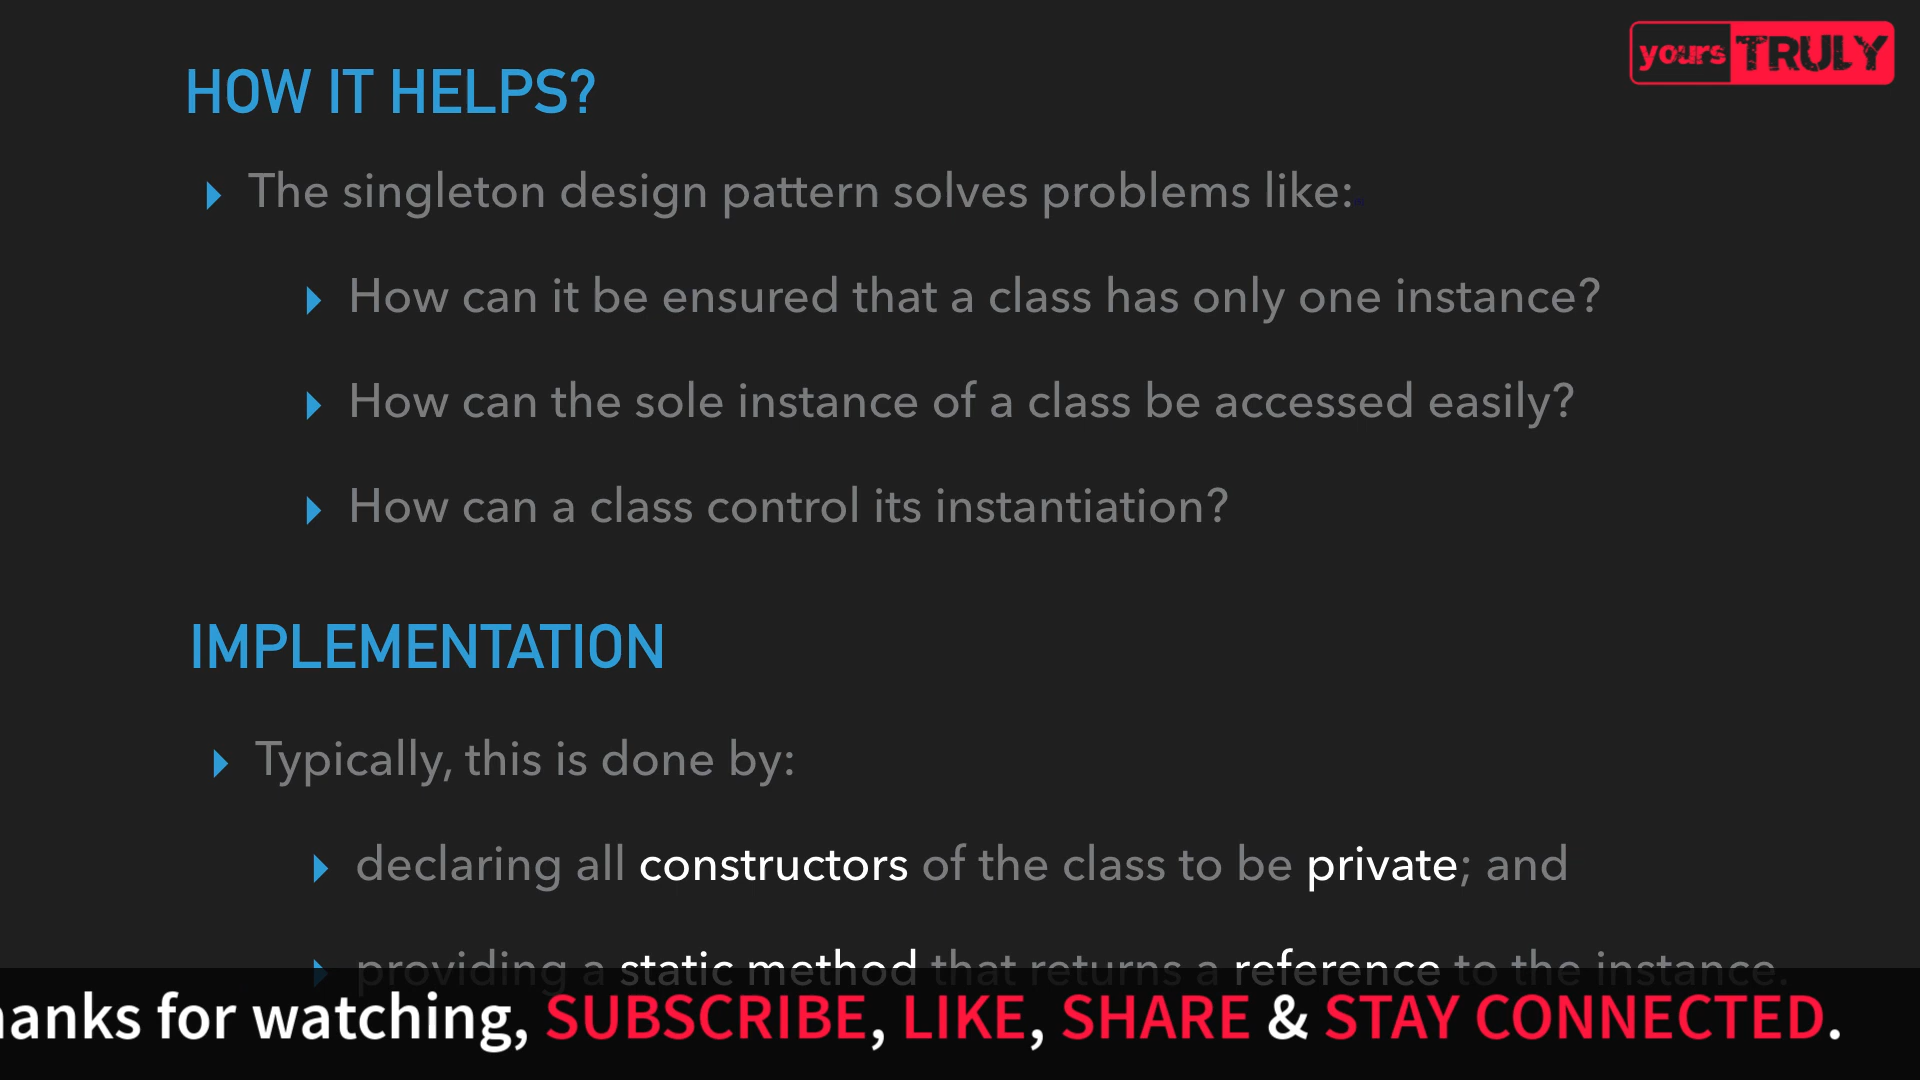 yours TRULY
HOW IT HELPS?
The singleton design pattern solves problems like:
How can it be ensured that a class has only one instance?
How can the sole instance of a class be accessed easily?
How can a class control its instantiation?
IMPLEMENTATION
Typically, this is done by:
declaring all constructors of the class to be private; and
providing a static method that returns a reference to the instance.
hanks for watching, SUBSCRIBE, LIKE, SHARE & STAY CONNECTED.